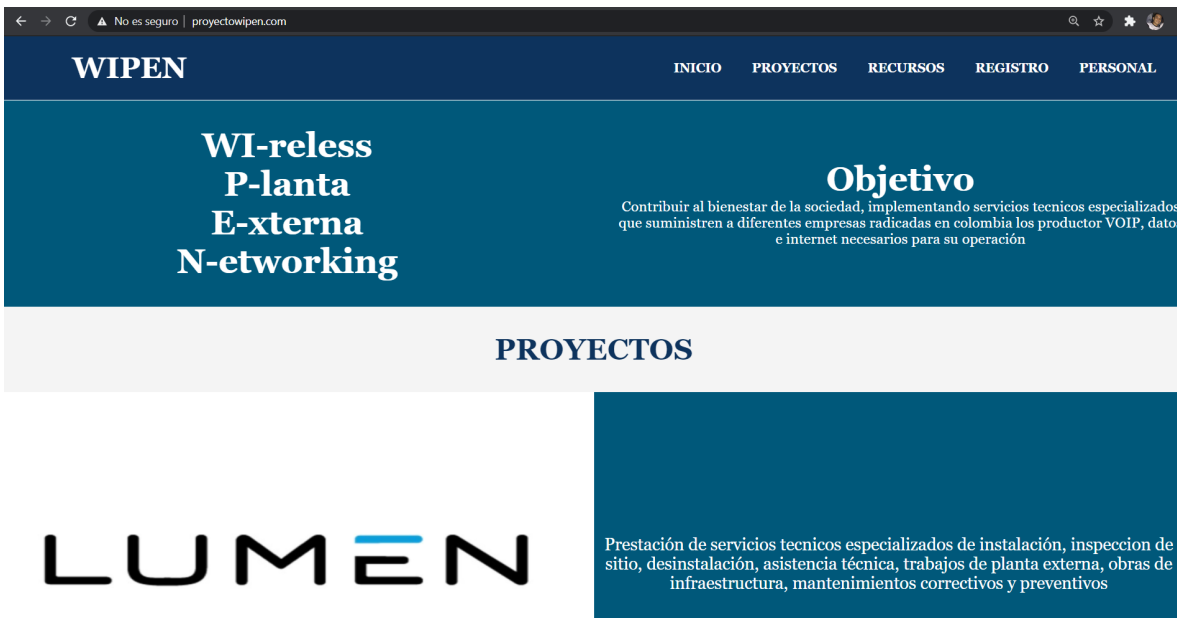 No es seguro | proyectowipen.com
WIPEN
INICIO PROYECTOS RECURSOS REGISTRO PERSONAL
WI-reless
P-lanta
E-xterna
N-etworking
Objetivo
Contribuir al bienestar de la sociedad, implementando servicios tecnicos especializados
que suministren a diferentes empresas radicadas en colombia los productor VOIP, dato
e internet necesarios para su operación
PROYECTOS
LUMEN
Prestación de servicios tecnicos especializados de instalación, inspeccion de
sitio, desinstalación, asistencia técnica, trabajos de planta externa, obras de
infraestructura, mantenimientos correctivos y preventivos